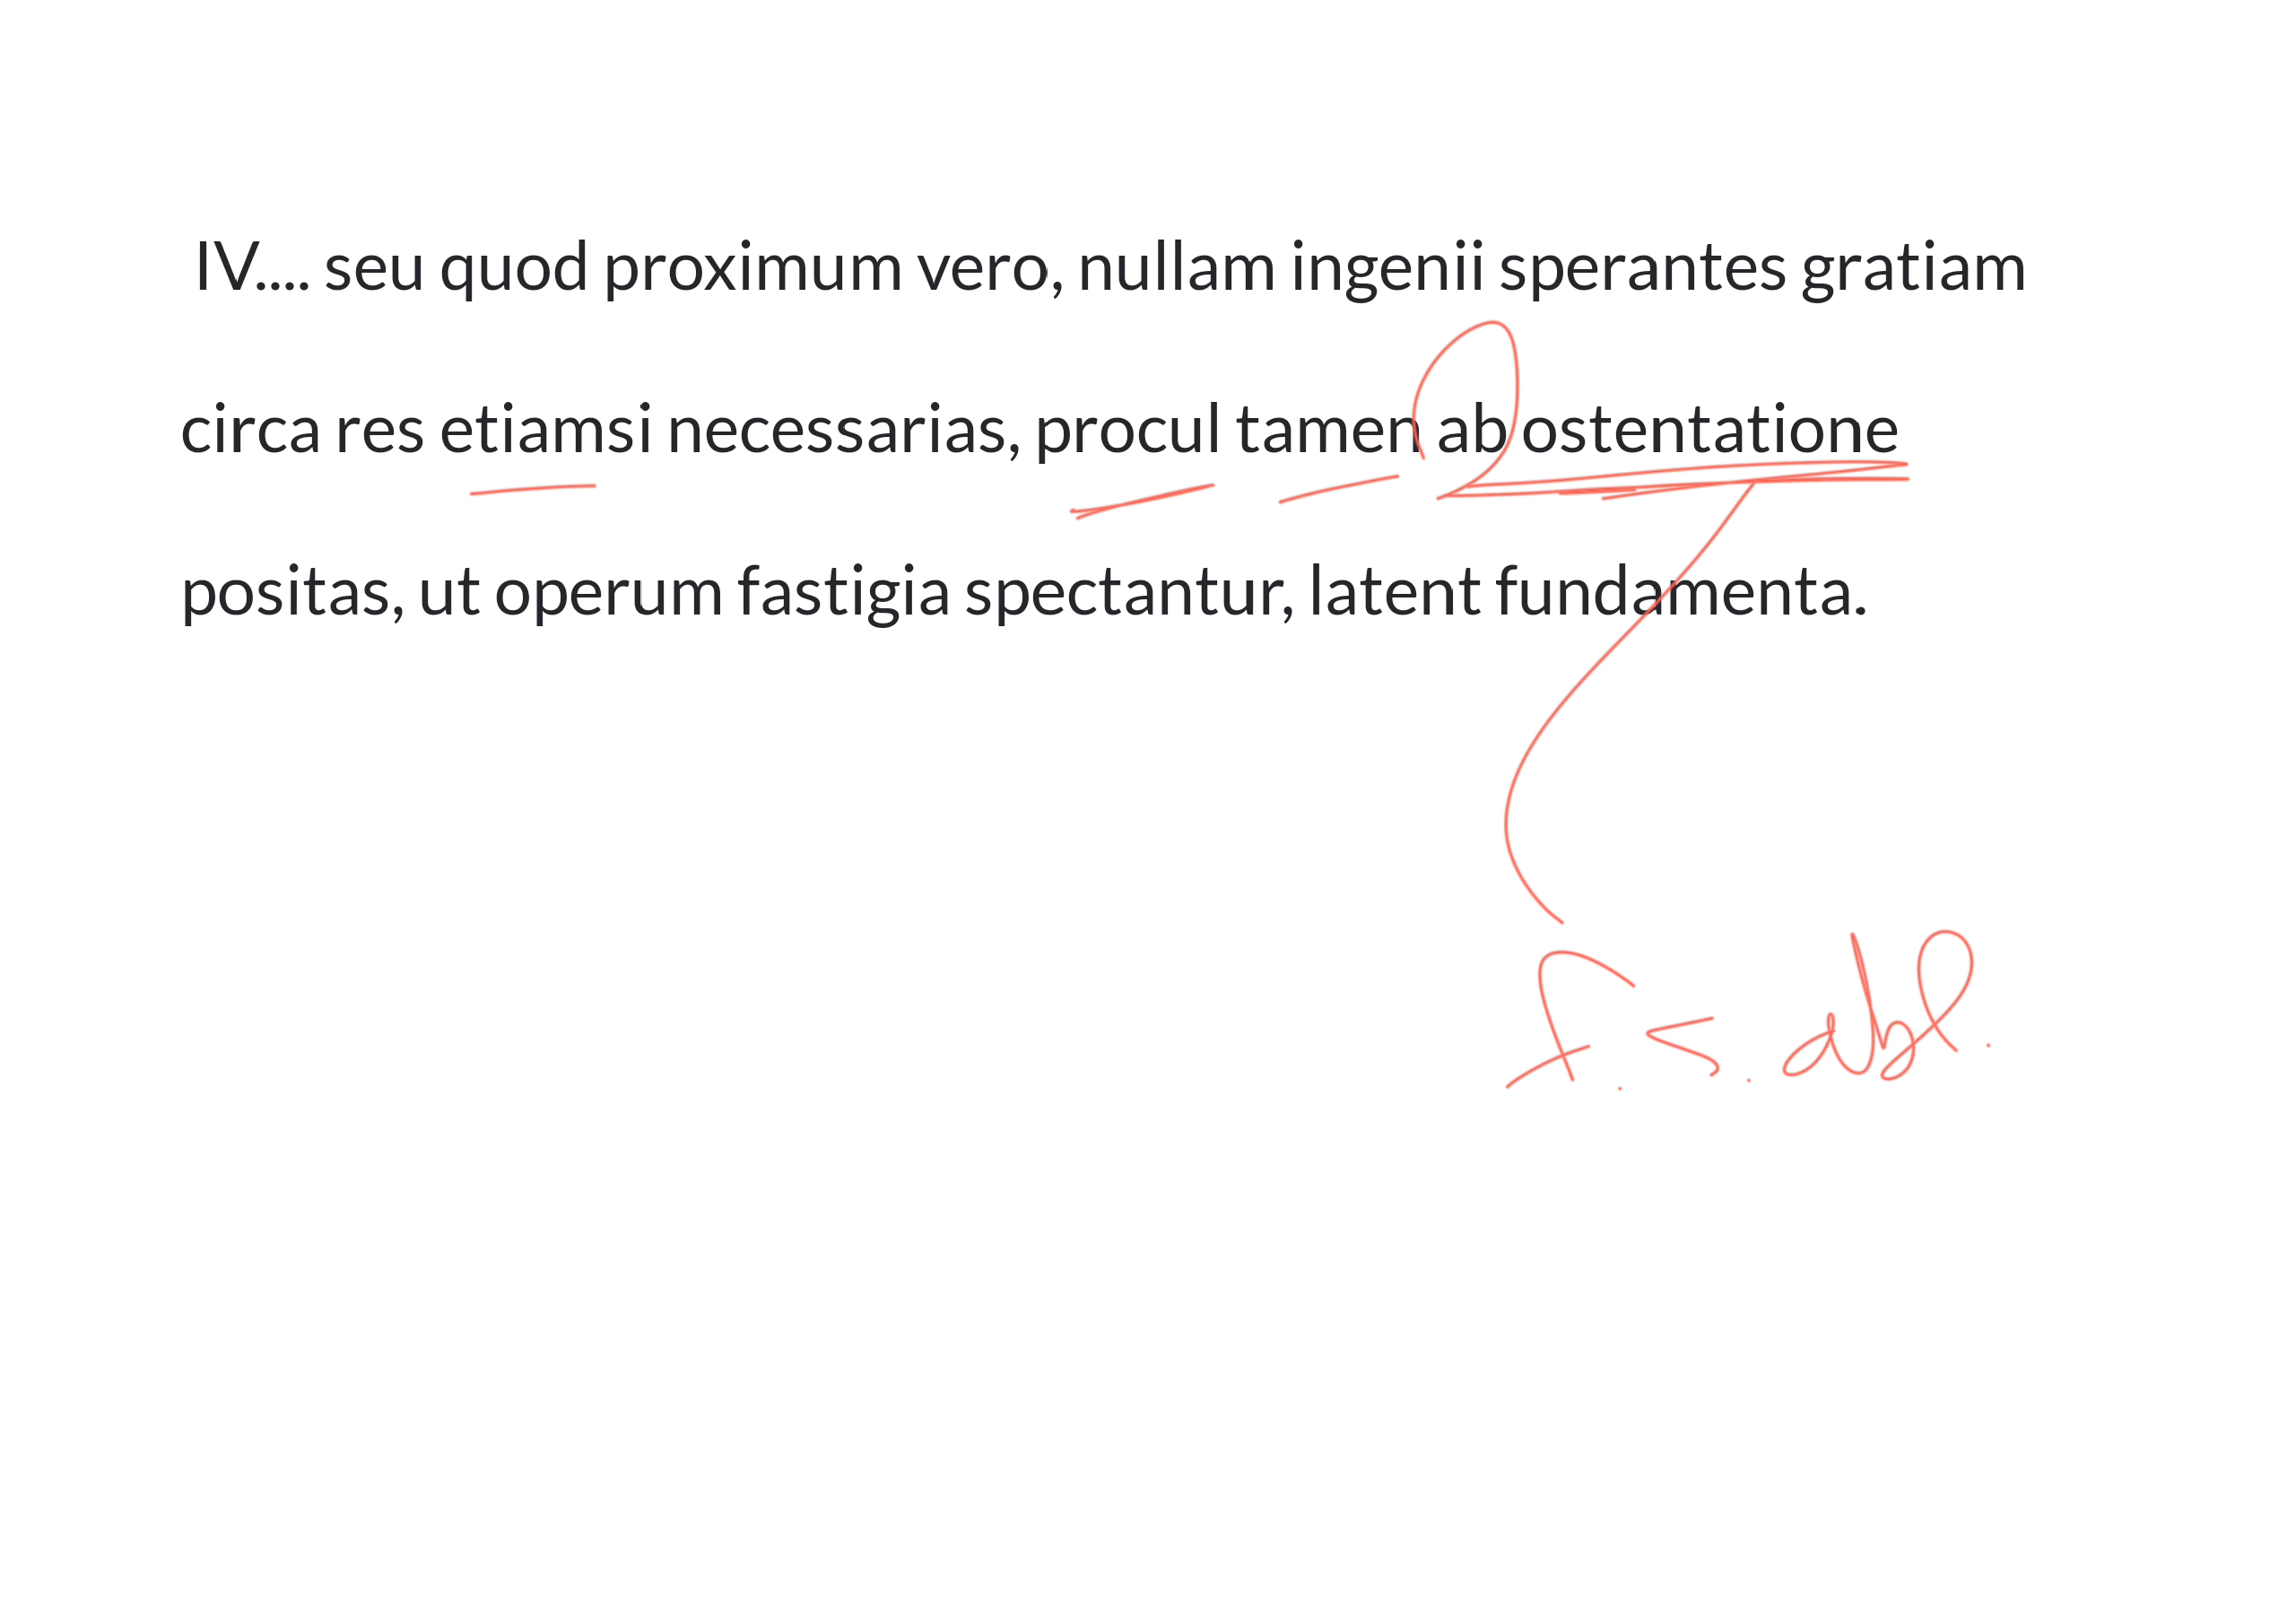 IV.... seu quod proximum vero, nullam ingenii sperantes gratiam
circa res etiamsi necessarias, procul tamen ab ostentatione
positas, ut operum fastigia spectantur, latent fundamenta.
f. s. abl.